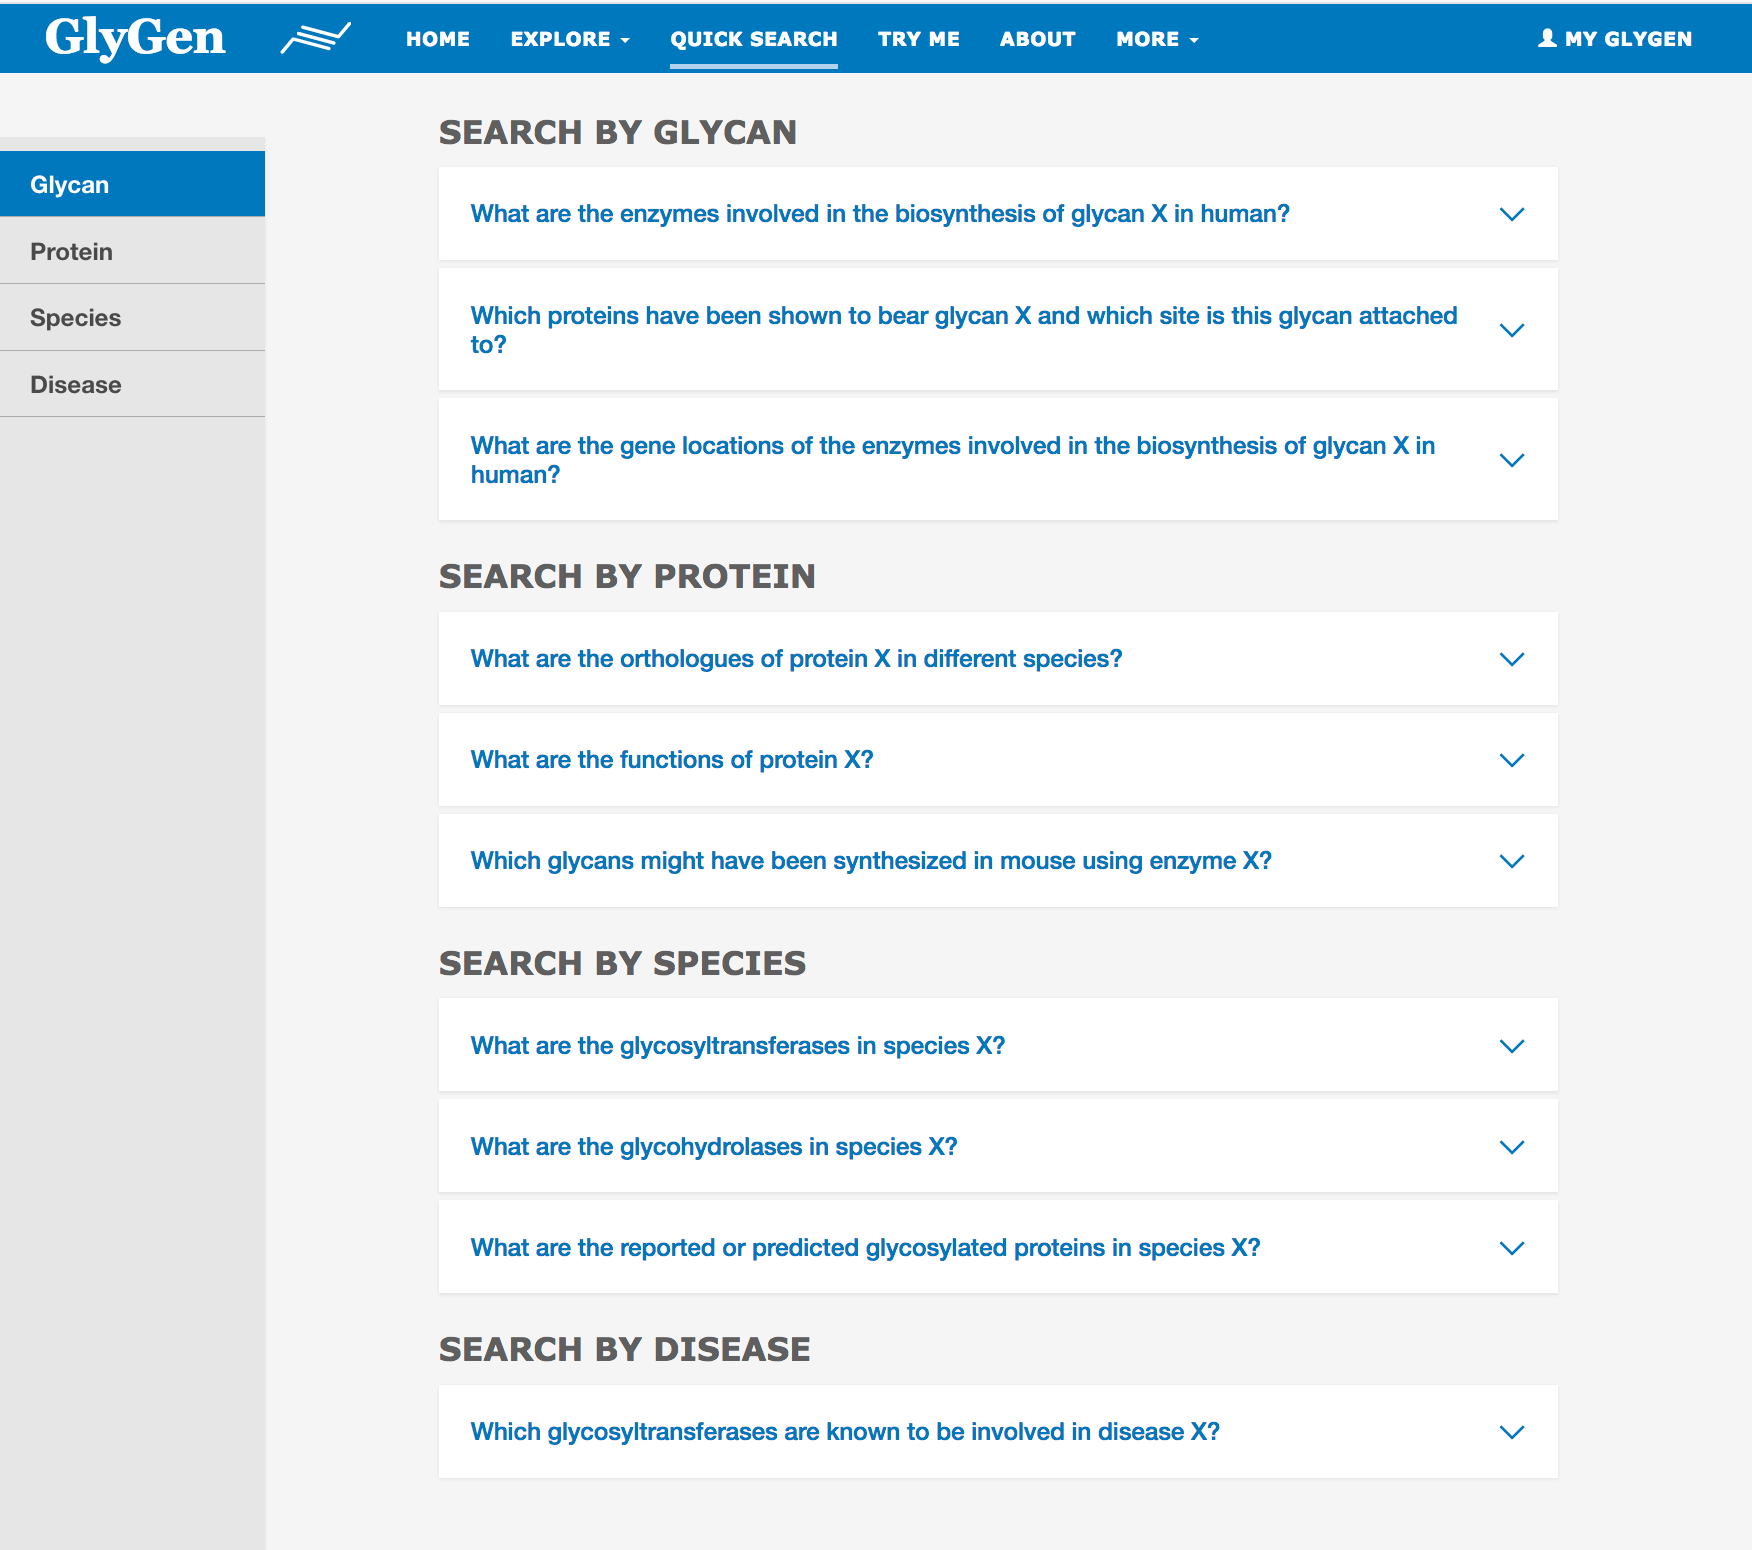 GlyGen
HOME EXPLORE QUICK SEARCH TRY ME ABOUT MORE MY GLYGEN
Glycan
Protein
Species
Disease
SEARCH BY GLYCAN
What are the enzymes involved in the biosynthesis of glycan X in human?
Which proteins have been shown to bear glycan X and which site is this glycan attached
to?
What are the gene locations of the enzymes involved in the biosynthesis of glycan X in
human?
SEARCH BY PROTEIN
What are the orthologues of protein X in different species?
What are the functions of protein X?
Which glycans might have been synthesized in mouse using enzyme X?
SEARCH BY SPECIES
What are the glycosyltransferases in species X?
What are the glycohydrolases in species X?
What are the reported or predicted glycosylated proteins in species X?
SEARCH BY DISEASE
Which glycosyltransferases are known to be involved in disease X?